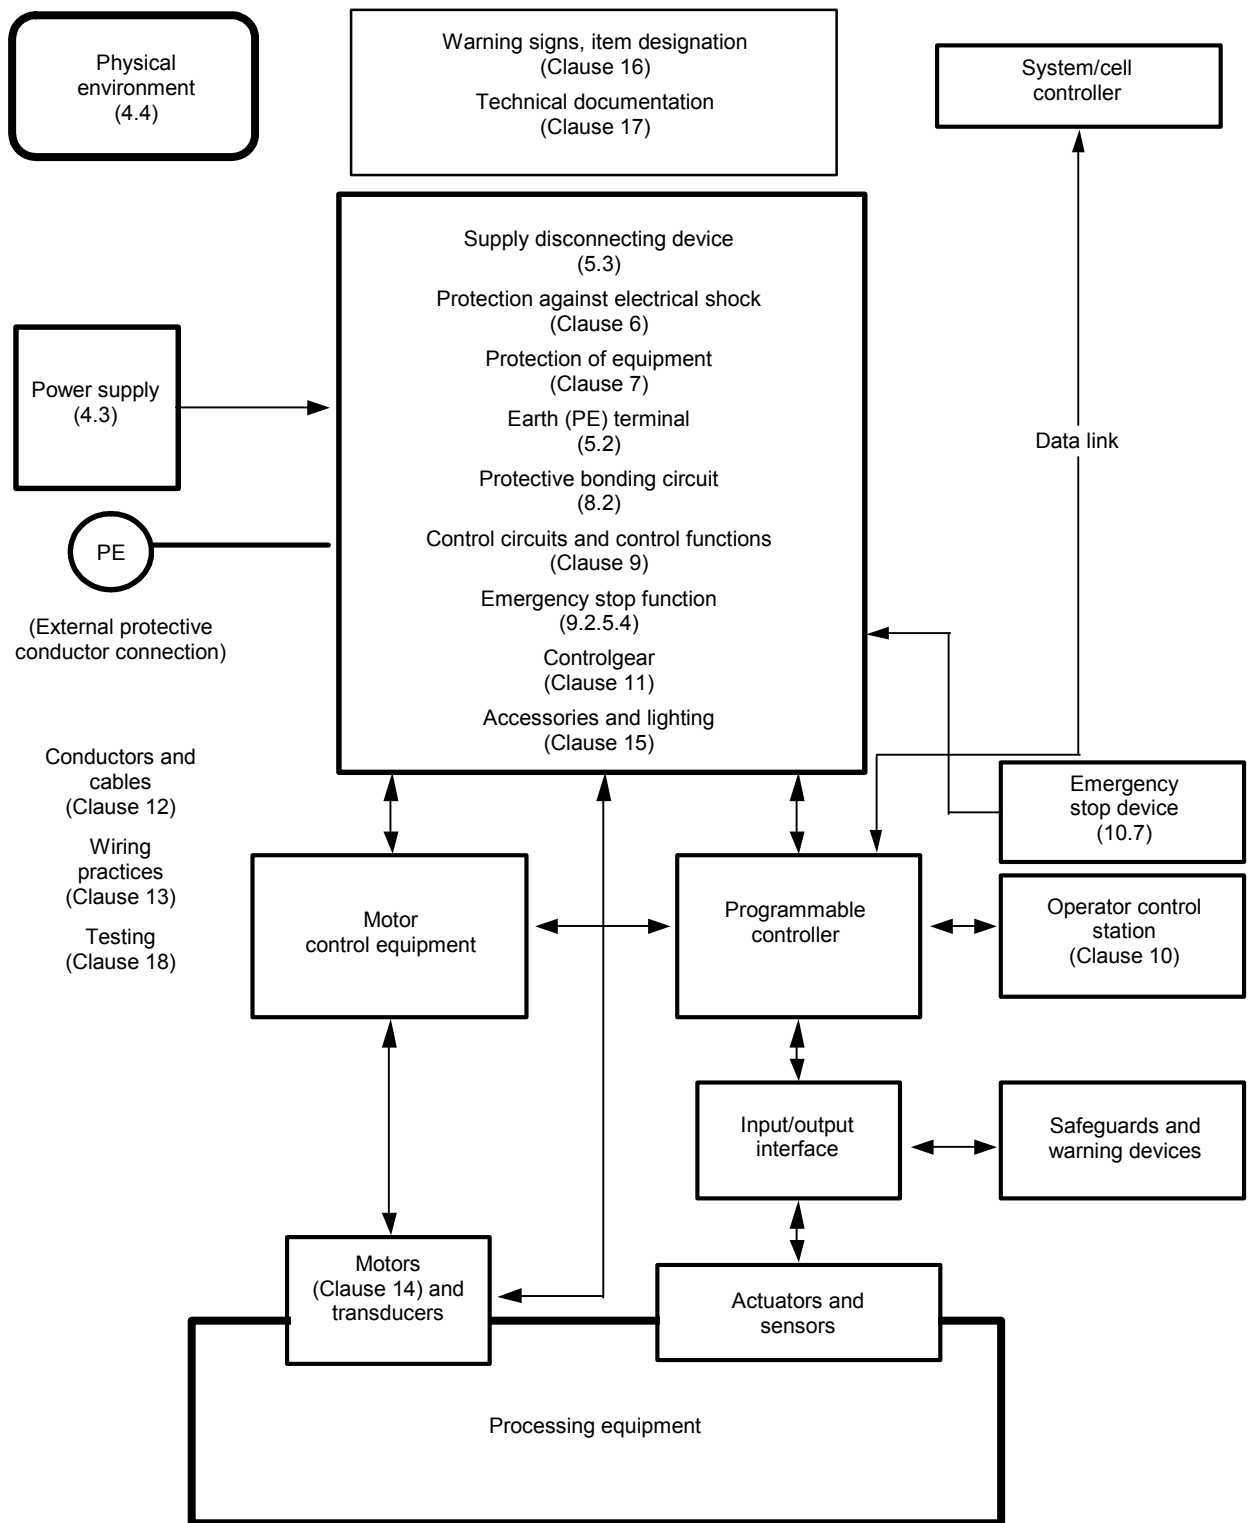 Physical
environment
(4.4)
Warning signs, item designation
(Clause 16)
Technical documentation
(Clause 17)
System/cell
controller
Supply disconnecting device
(5.3)
Protection against electrical shock
(Clause 6)
Protection of equipment
(Clause 7)
Earth (PE) terminal
(5.2)
Protective bonding circuit
(8.2)
Control circuits and control functions
(Clause 9)
Emergency stop function
(9.2.5.4)
Controlgear
(Clause 11)
Accessories and lighting
(Clause 15)
Power supply
(4.3)
PE
(External protective
conductor connection)
Data link
Conductors and
cables
(Clause 12)
Wiring
practices
(Clause 13)
Testing
(Clause 18)
Emergency
stop device
(10.7)
Motor
control equipment
Programmable
controller
Operator control
station
(Clause 10)
Input/output
interface
Safeguards and
warning devices
Motors
(Clause 14) and
transducers
Actuators and
sensors
Processing equipment